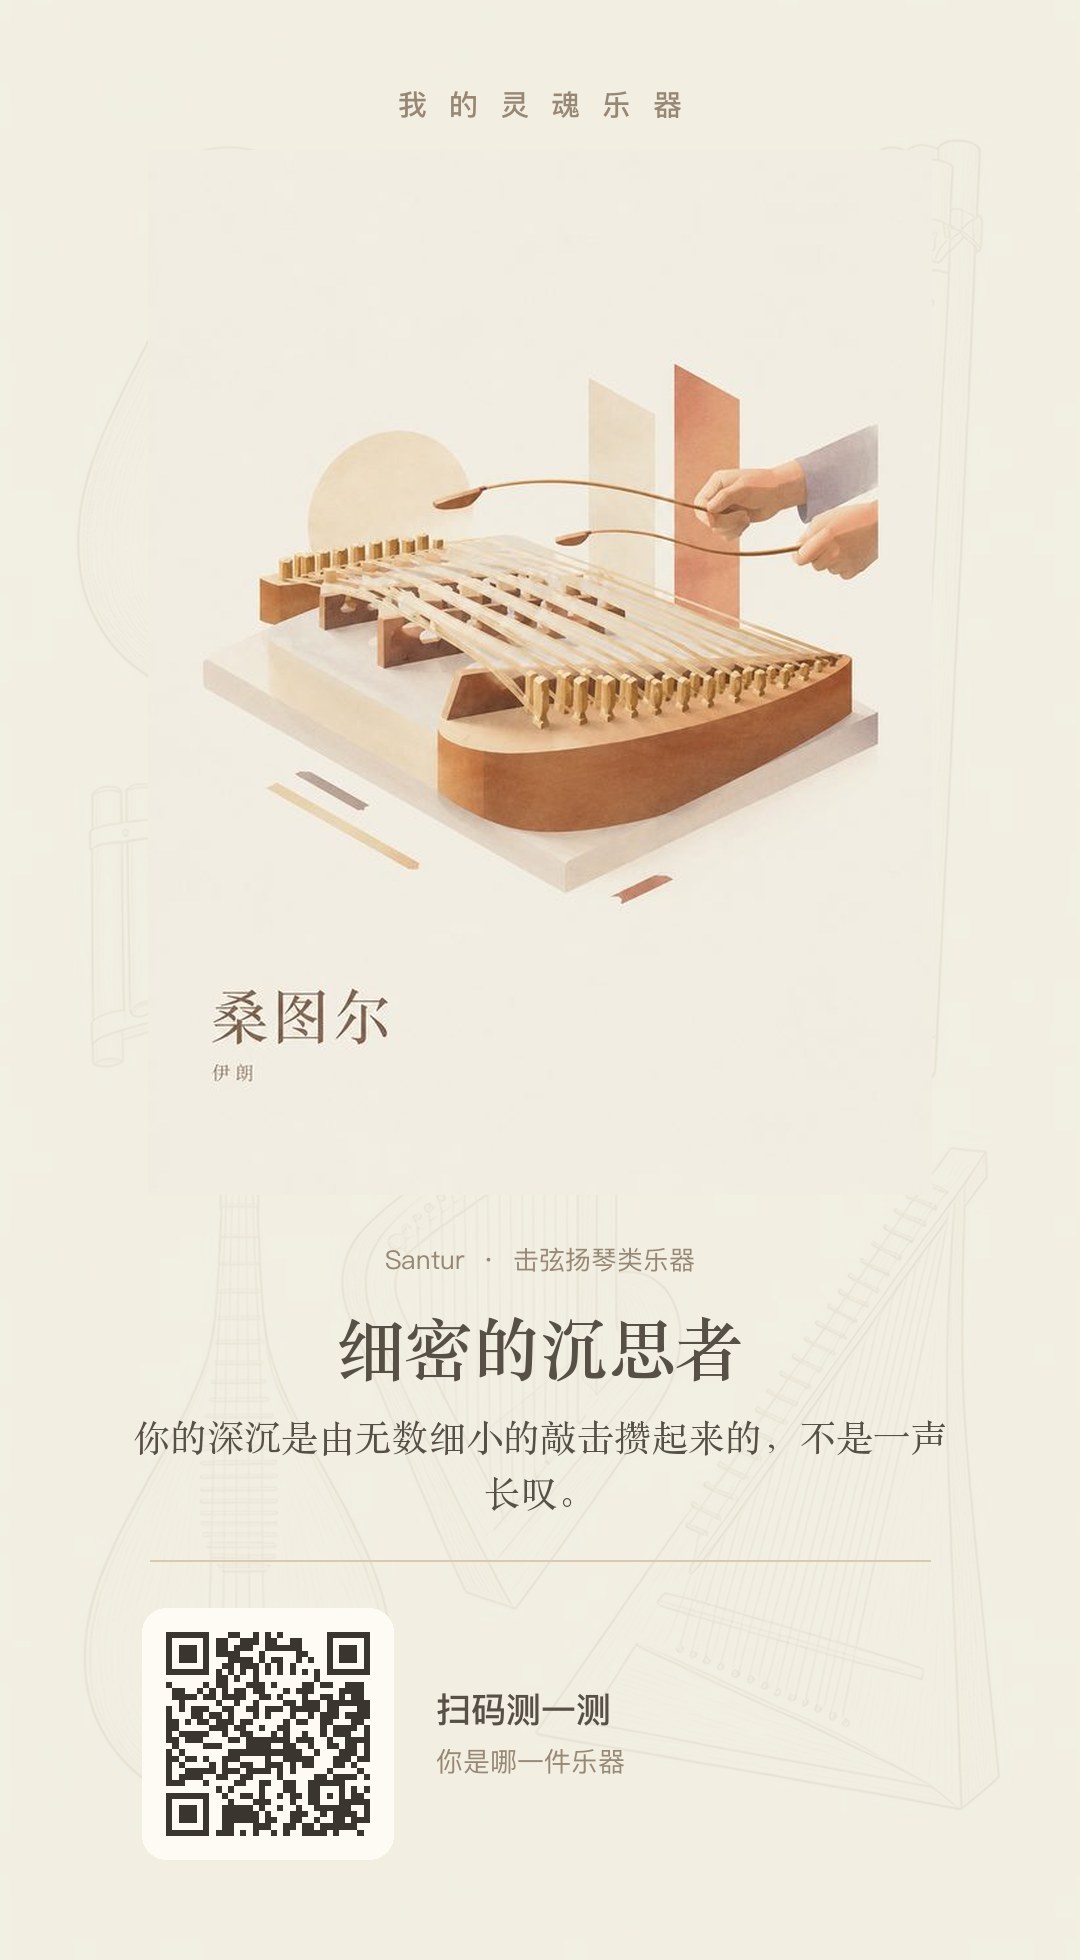 我的灵魂乐器
桑图尔
伊朗
Santur · 击弦扬琴类乐器
细密的沉思者
你的深沉是由无数细小的敲击攒起来的，不是一声
长叹。
扫码测一测
你是哪一件乐器